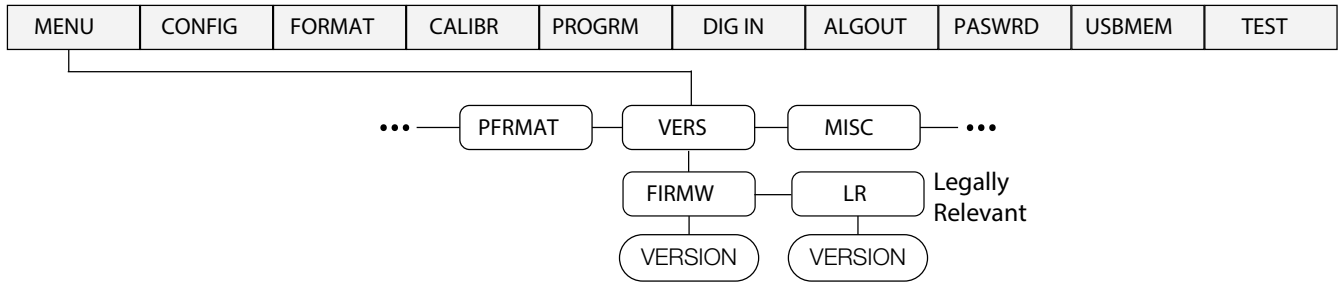 MENU CONFIG FORMAT CALIBR PROGRM DIG IN ALGOUT PASWRD USBMEM TEST
••• PFRMAT VERS MISC •••
FIRMW LR Legally
Relevant
VERSION VERSION